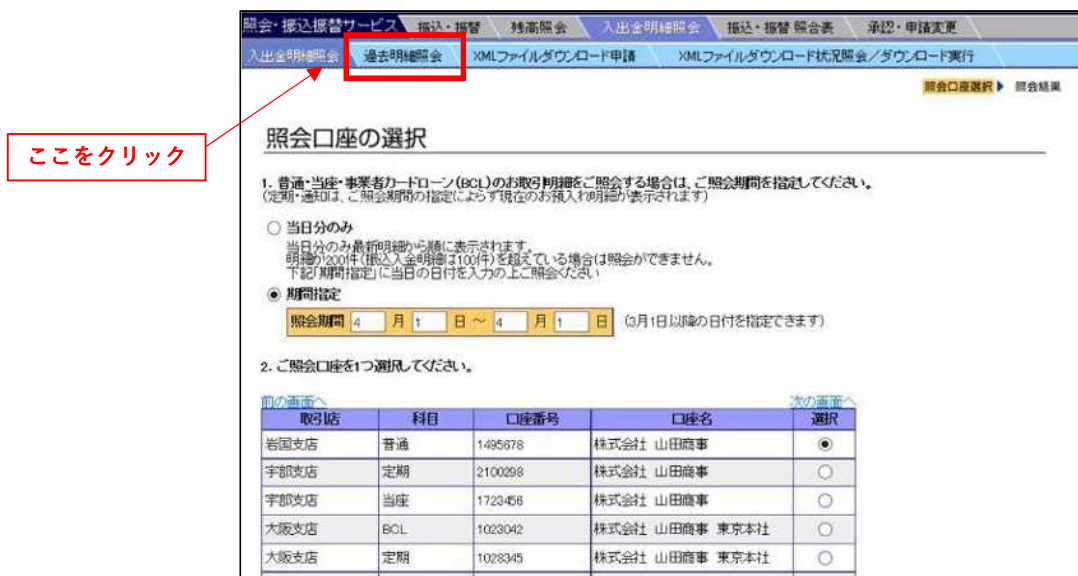 照会・振込振替サービス 振込・振替 残高照会 入出金明細照会 振込・振替 照会表 承認・申請変更
入出金明細照会 過去明細照会 XMLファイルダウンロード申請 XMLファイルダウンロード状況照会/ダウンロード実行
照会口座選択 照会結果
ここをクリック
照会口座の選択
1. 普通・当座・事業者カードローン(BCL)のお取引明細をご照会する場合は、ご照会期間を指定してください。
(定期・通知は、ご照会期間の指定によらず現在のお預入れ明細が表示されます)
当日分のみ
当日分のみ最新明細から順に表示されます。
明細が200件(振込入金明細は100件)を超えている場合は照会ができません。
下記「期間指定」に当日の日付を入力の上ご照会ください
期間指定
照会期間 4 月 1 日 ~ 4 月 1 日 (3月1日以降の日付を指定できます)
2. ご照会口座を1つ選択してください。
前の画面へ 次の画面へ
取引店 科目 口座番号 口座名 選択
岩国支店 普通 1495678 株式会社 山田商事
宇部支店 定期 2100298 株式会社 山田商事
宇部支店 当座 1723456 株式会社 山田商事
大阪支店 BCL 1023042 株式会社 山田商事 東京本社
大阪支店 定期 1028345 株式会社 山田商事 東京本社